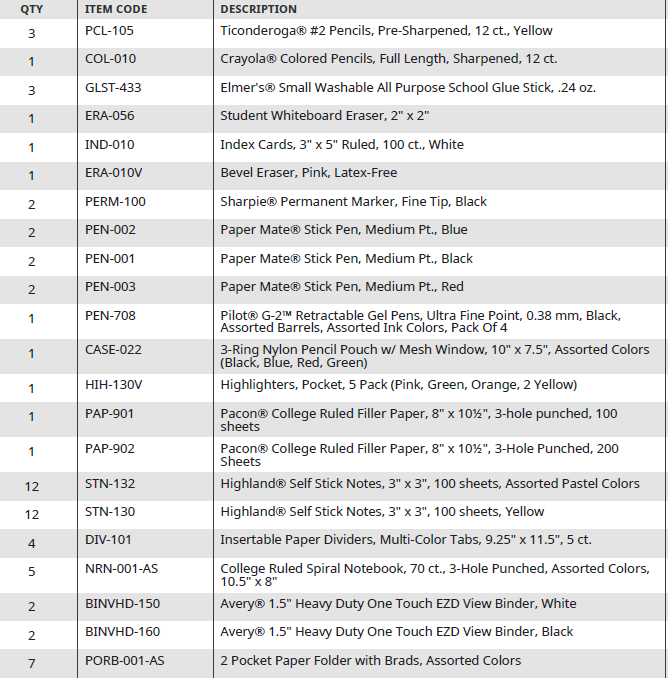 QTY ITEM CODE DESCRIPTION
3 PCL-105 Ticonderoga® #2 Pencils, Pre-Sharpened, 12 ct., Yellow
1 COL-010 Crayola® Colored Pencils, Full Length, Sharpened, 12 ct.
3 GLST-433 Elmer's® Small Washable All Purpose School Glue Stick, .24 oz.
1 ERA-056 Student Whiteboard Eraser, 2" x 2"
1 IND-010 Index Cards, 3" x 5" Ruled, 100 ct., White
1 ERA-010V Bevel Eraser, Pink, Latex-Free
2 PERM-100 Sharpie® Permanent Marker, Fine Tip, Black
2 PEN-002 Paper Mate® Stick Pen, Medium Pt., Blue
2 PEN-001 Paper Mate® Stick Pen, Medium Pt., Black
2 PEN-003 Paper Mate® Stick Pen, Medium Pt., Red
1 PEN-708 Pilot® G-2™ Retractable Gel Pens, Ultra Fine Point, 0.38 mm, Black,
Assorted Barrels, Assorted Ink Colors, Pack Of 4
1 CASE-022 3-Ring Nylon Pencil Pouch w/ Mesh Window, 10" x 7.5", Assorted Colors
(Black, Blue, Red, Green)
1 HIH-130V Highlighters, Pocket, 5 Pack (Pink, Green, Orange, 2 Yellow)
1 PAP-901 Pacon® College Ruled Filler Paper, 8" x 10½", 3-hole punched, 100
sheets
1 PAP-902 Pacon® College Ruled Filler Paper, 8" x 10½", 3-Hole Punched, 200
Sheets
12 STN-132 Highland® Self Stick Notes, 3" x 3", 100 sheets, Assorted Pastel Colors
12 STN-130 Highland® Self Stick Notes, 3" x 3", 100 sheets, Yellow
4 DIV-101 Insertable Paper Dividers, Multi-Color Tabs, 9.25" x 11.5", 5 ct.
5 NRN-001-AS College Ruled Spiral Notebook, 70 ct., 3-Hole Punched, Assorted Colors,
10.5" x 8"
2 BINVHD-150 Avery® 1.5" Heavy Duty One Touch EZD View Binder, White
2 BINVHD-160 Avery® 1.5" Heavy Duty One Touch EZD View Binder, Black
7 PORB-001-AS 2 Pocket Paper Folder with Brads, Assorted Colors